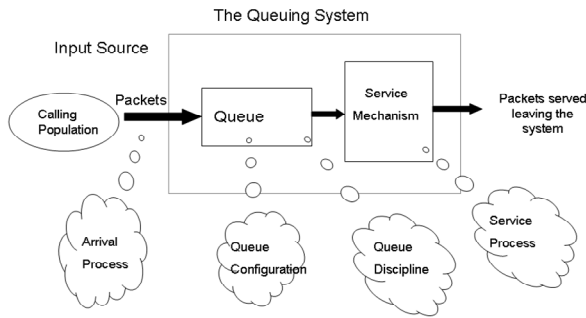 The Queuing System
Input Source
Calling
Population
Packets
Queue
Service
Mechanism
Packets served
leaving the
system
Arrival
Process
Queue
Configuration
Queue
Discipline
Service
Process